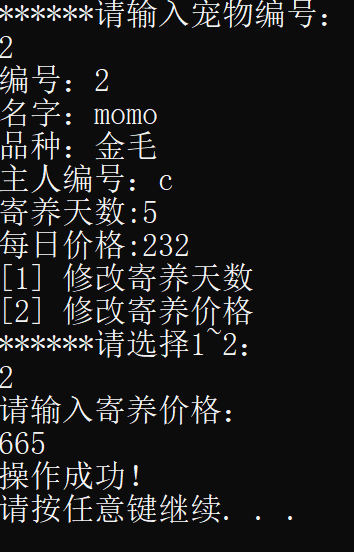 ******请输入宠物编号：
2
编号：2
名字：momo
品种：金毛
主人编号：c
寄养天数:5
每日价格:232
[1] 修改寄养天数
[2] 修改寄养价格
******请选择1~2：
2
请输入寄养价格：
665
操作成功！
请按任意键继续. . .